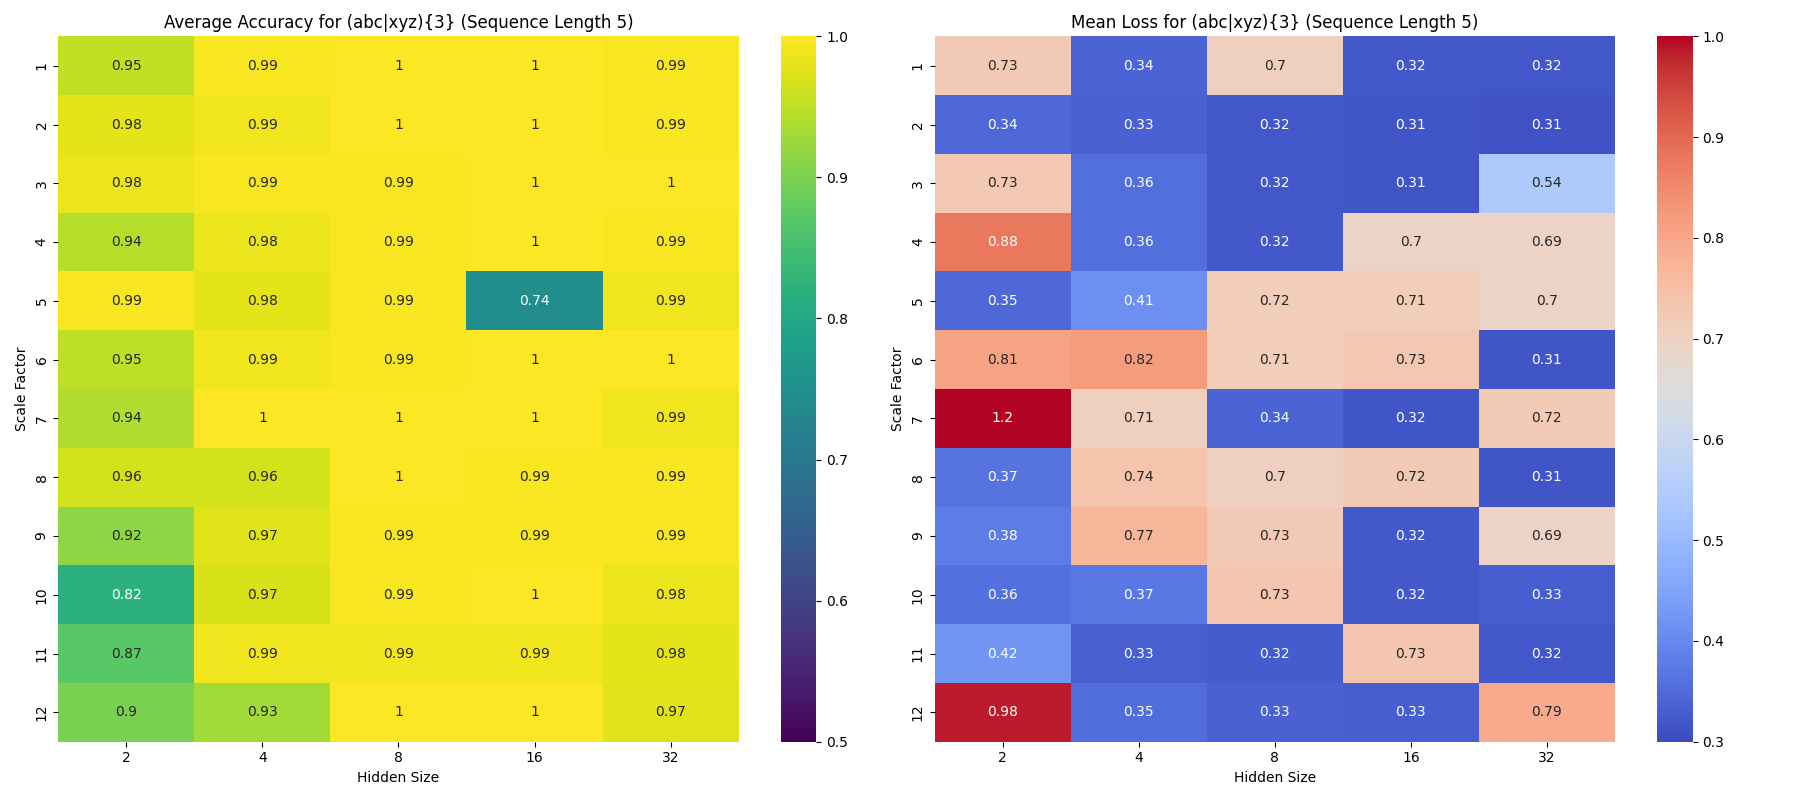 Average Accuracy for (abc|xyz){3} (Sequence Length 5)
Scale Factor
1 0.95 0.99 1 1 0.99
2 0.98 0.99 1 1 0.99
3 0.98 0.99 0.99 1 1
4 0.94 0.98 0.99 1 0.99
5 0.99 0.98 0.99 0.74 0.99
6 0.95 0.99 0.99 1 1
7 0.94 1 1 1 0.99
8 0.96 0.96 1 0.99 0.99
9 0.92 0.97 0.99 0.99 0.99
10 0.82 0.97 0.99 1 0.98
11 0.87 0.99 0.99 0.99 0.98
12 0.9 0.93 1 1 0.97
2 4 8 16 32
Hidden Size
1.0
0.9
0.8
0.7
0.6
0.5
Mean Loss for (abc|xyz){3} (Sequence Length 5)
Scale Factor
1 0.73 0.34 0.7 0.32 0.32
2 0.34 0.33 0.32 0.31 0.31
3 0.73 0.36 0.32 0.31 0.54
4 0.88 0.36 0.32 0.7 0.69
5 0.35 0.41 0.72 0.71 0.7
6 0.81 0.82 0.71 0.73 0.31
7 1.2 0.71 0.34 0.32 0.72
8 0.37 0.74 0.7 0.72 0.31
9 0.38 0.77 0.73 0.32 0.69
10 0.36 0.37 0.73 0.32 0.33
11 0.42 0.33 0.32 0.73 0.32
12 0.98 0.35 0.33 0.33 0.79
2 4 8 16 32
Hidden Size
1.0
0.9
0.8
0.7
0.6
0.5
0.4
0.3